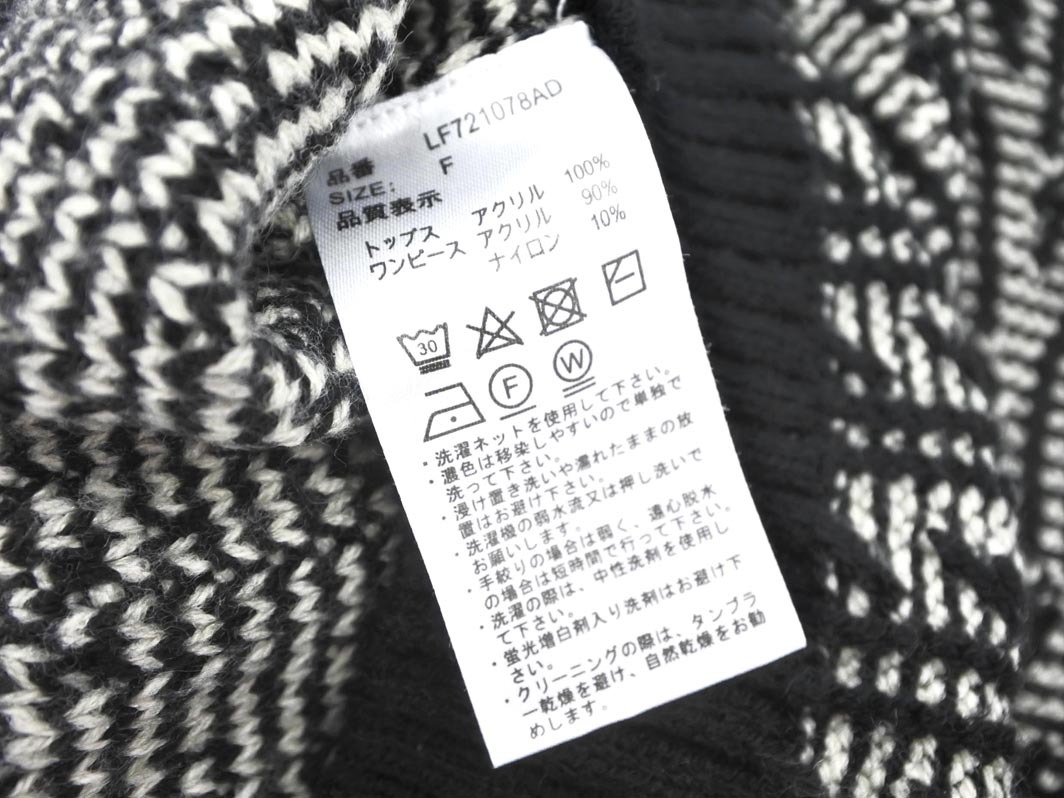 品番 LF721078AD
SIZE: F
品質表示
トップス アクリル 100%
ワンピース アクリル 90%
ナイロン 10%
30
F W
・洗濯ネットを使用して下さい。
・濃色は移染しやすいので単独で
洗って下さい。
・浸け置き洗いや濡れたままの放
置はお避け下さい。
・洗濯機の弱水流又は押し洗いで
お願いします。
・手絞りの場合は弱く、遠心脱水
の場合は短時間で行って下さい。
・洗濯の際は、中性洗剤を使用し
て下さい。
・蛍光増白剤入り洗剤はお避け下
さい。
・クリーニングの際は、タンブラ
ー乾燥を避け、自然乾燥をお勧
めします。